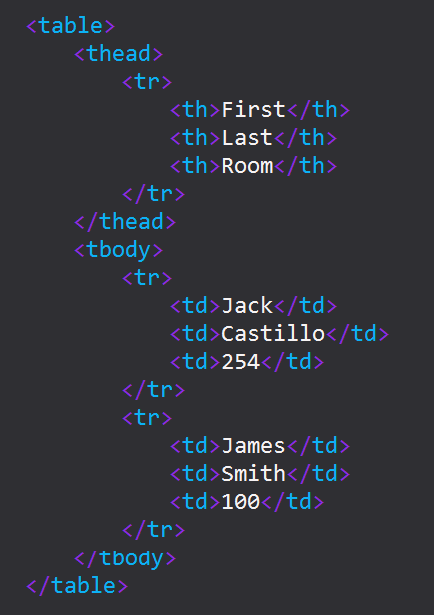 <table>
    <thead>
        <tr>
            <th>First</th>
            <th>Last</th>
            <th>Room</th>
        </tr>
    </thead>
    <tbody>
        <tr>
            <td>Jack</td>
            <td>Castillo</td>
            <td>254</td>
        </tr>
        <tr>
            <td>James</td>
            <td>Smith</td>
            <td>100</td>
        </tr>
    </tbody>
</table>